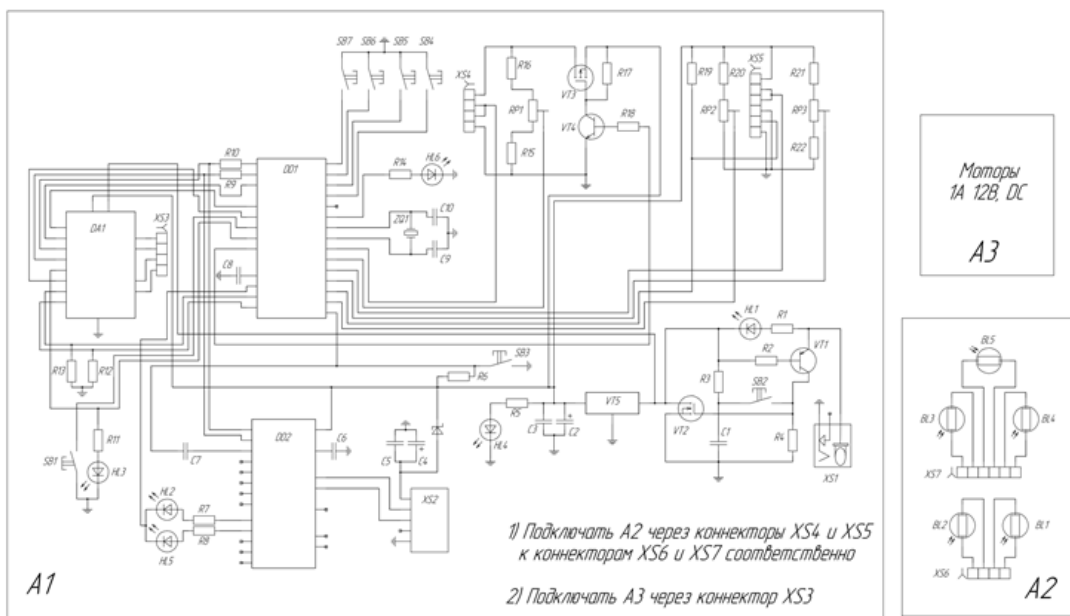 SB7 SB6 SB5 SB4
XS4
R16
VT3
R17
RP1
VT4
R18
R15
R19
R20
XS5
R21
RP2
RP3
R22
R10
R9
DD1
R14
HL6
DA1
XS3
ZQ1
C10
C9
C8
R13
R12
SB3
R6
HL1
R1
R2
VT1
R3
SB2
R5
VT5
VT2
HL4
C3
C2
C1
R4
XS1
R11
SB1
HL3
C7
DD2
C6
C5
C4
XS2
HL2
R7
R8
HL5
1) Подключать А2 через коннекторы XS4 и XS5
к коннекторам XS6 и XS7 соответственно
2) Подключать А3 через коннектор XS3
А1
Моторы
1А 12В, DC
А3
BL5
BL3
BL4
XS7
BL2
BL1
XS6
А2